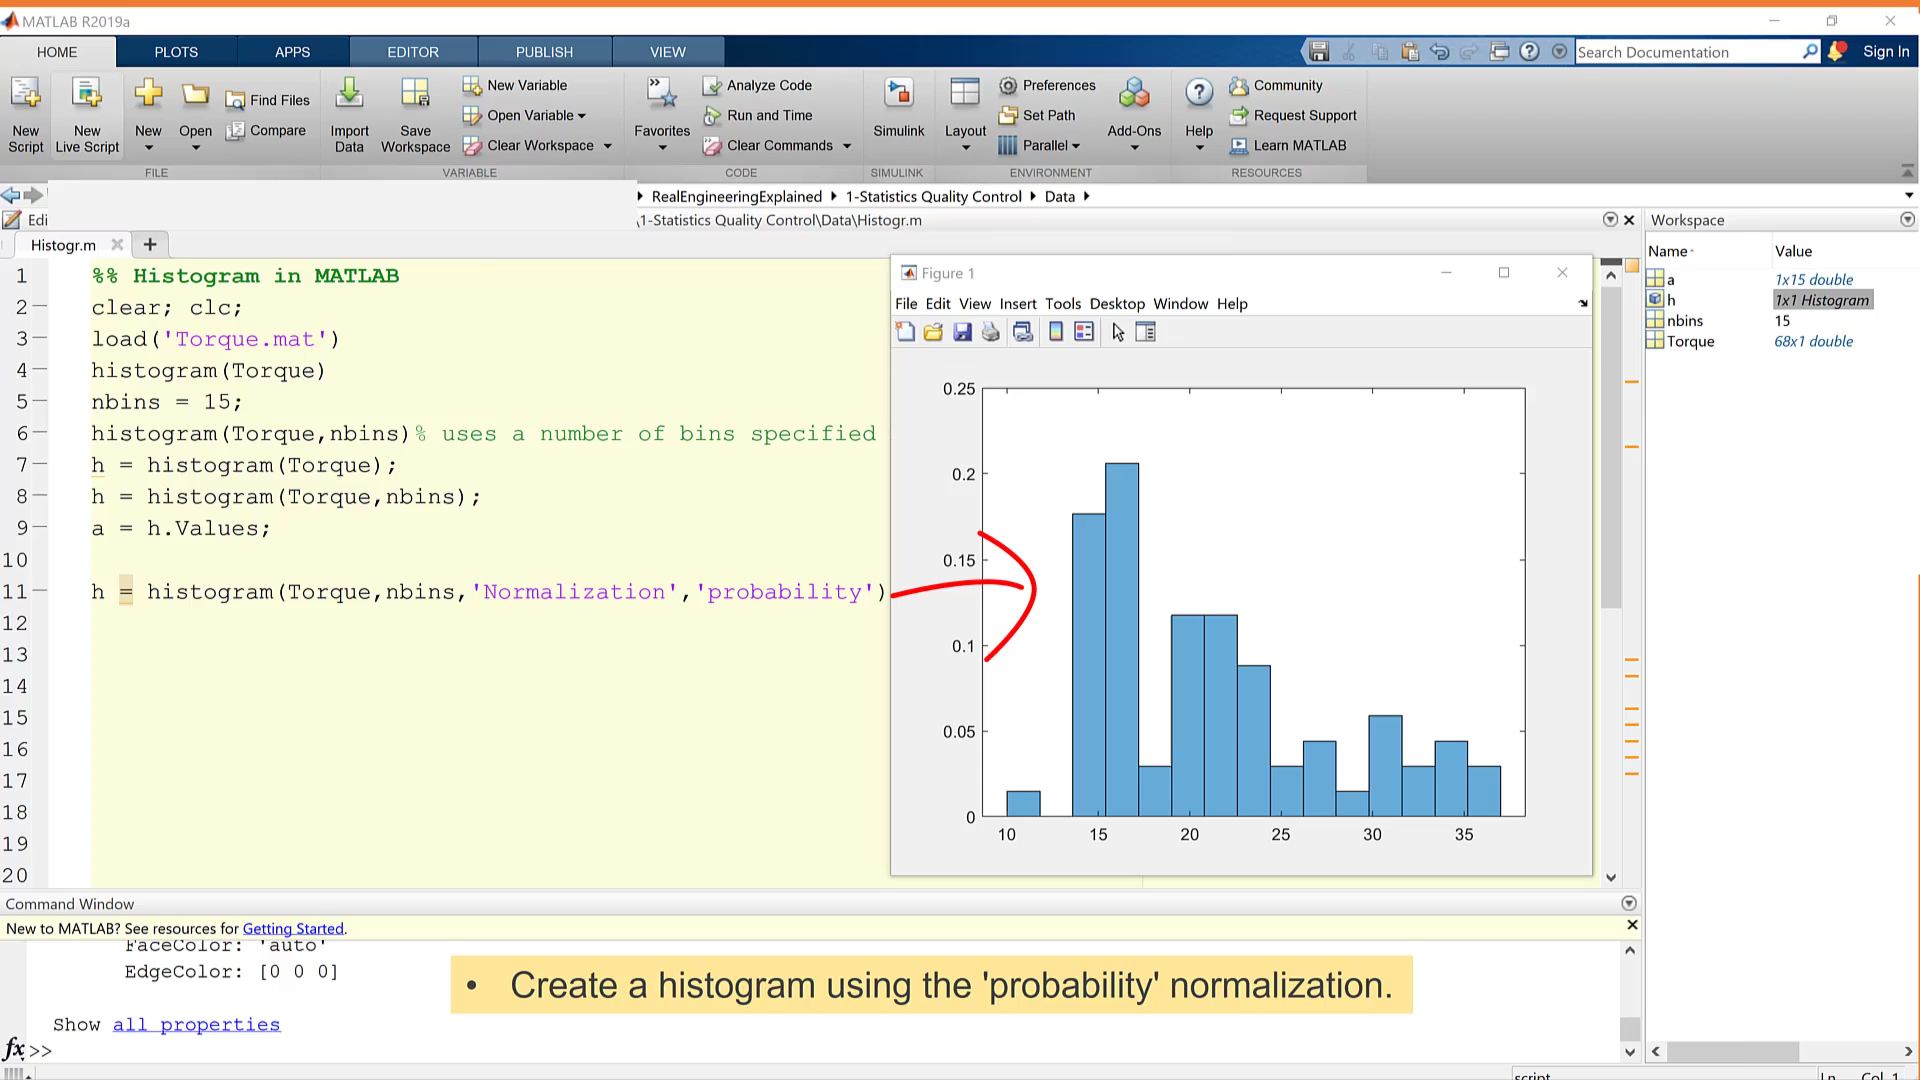 MATLAB R2019a
HOME PLOTS APPS EDITOR PUBLISH VIEW Search Documentation Sign In
New Script
New Live Script
New
Open
Find Files
Compare
Import Data
Save Workspace
New Variable
Open Variable
Clear Workspace
Favorites
Analyze Code
Run and Time
Clear Commands
Simulink
Layout
Preferences
Set Path
Parallel
Add-Ons
Help
Community
Request Support
Learn MATLAB
FILE VARIABLE CODE SIMULINK ENVIRONMENT RESOURCES
RealEngineeringExplained 1-Statistics Quality Control Data
Edi \1-Statistics Quality Control\Data\Histogr.m
Histogr.m
1 %% Histogram in MATLAB
2 clear; clc;
3 load('Torque.mat')
4 histogram(Torque)
5 nbins = 15;
6 histogram(Torque,nbins)% uses a number of bins specified
7 h = histogram(Torque);
8 h = histogram(Torque,nbins);
9 a = h.Values;
10
11 h = histogram(Torque,nbins,'Normalization','probability')
12
13
14
15
16
17
18
19
20
Figure 1
File Edit View Insert Tools Desktop Window Help
0.25
0.2
0.15
0.1
0.05
0
10 15 20 25 30 35
Workspace
Name Value
a 1x15 double
h 1x1 Histogram
nbins 15
Torque 68x1 double
Command Window
New to MATLAB? See resources for Getting Started.
FaceColor: 'auto'
EdgeColor: [0 0 0]
Show all properties
fx >>
• Create a histogram using the 'probability' normalization.
script Ln Col 1